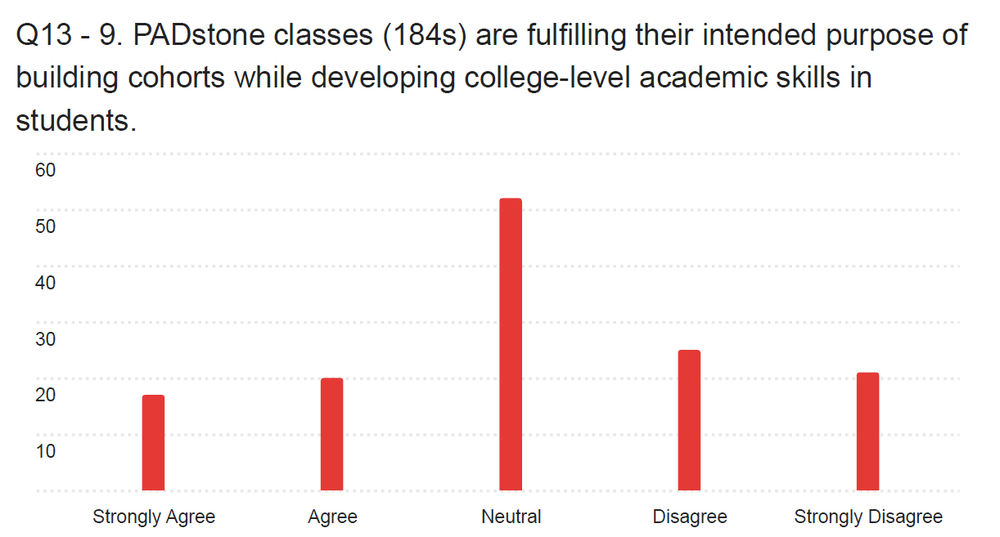 Q13 - 9. PADstone classes (184s) are fulfilling their intended purpose of
building cohorts while developing college-level academic skills in
students.
60
50
40
30
20
10
Strongly Agree Agree Neutral Disagree Strongly Disagree